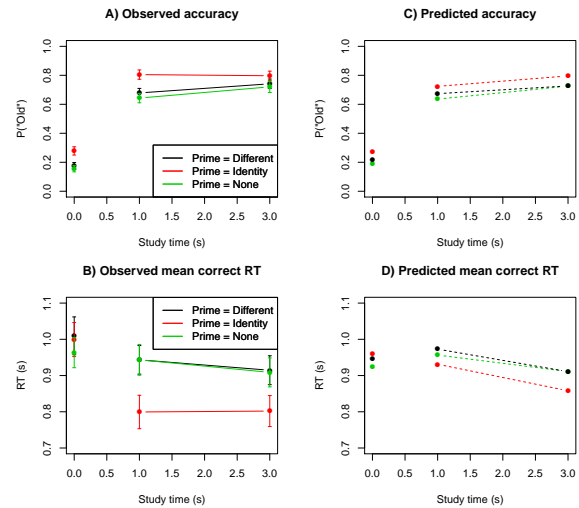 A) Observed accuracy
P("Old")
1.0
0.8
0.6
0.4
0.2
0.0
Prime = Different
Prime = Identity
Prime = None
0.0 0.5 1.0 1.5 2.0 2.5 3.0
Study time (s)
C) Predicted accuracy
P("Old")
1.0
0.8
0.6
0.4
0.2
0.0
0.0 0.5 1.0 1.5 2.0 2.5 3.0
Study time (s)
B) Observed mean correct RT
RT (s)
1.1
1.0
0.9
0.8
0.7
Prime = Different
Prime = Identity
Prime = None
0.0 0.5 1.0 1.5 2.0 2.5 3.0
Study time (s)
D) Predicted mean correct RT
RT (s)
1.1
1.0
0.9
0.8
0.7
0.0 0.5 1.0 1.5 2.0 2.5 3.0
Study time (s)